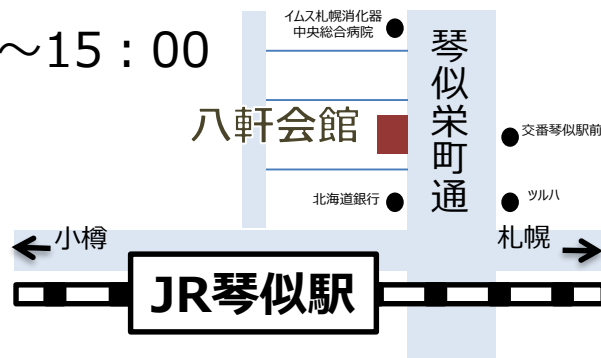 ～15：00
イムス札幌消化器
中央総合病院
琴似栄町通
八軒会館
交番琴似駅前
北海道銀行
ツルハ
小樽
札幌
JR琴似駅